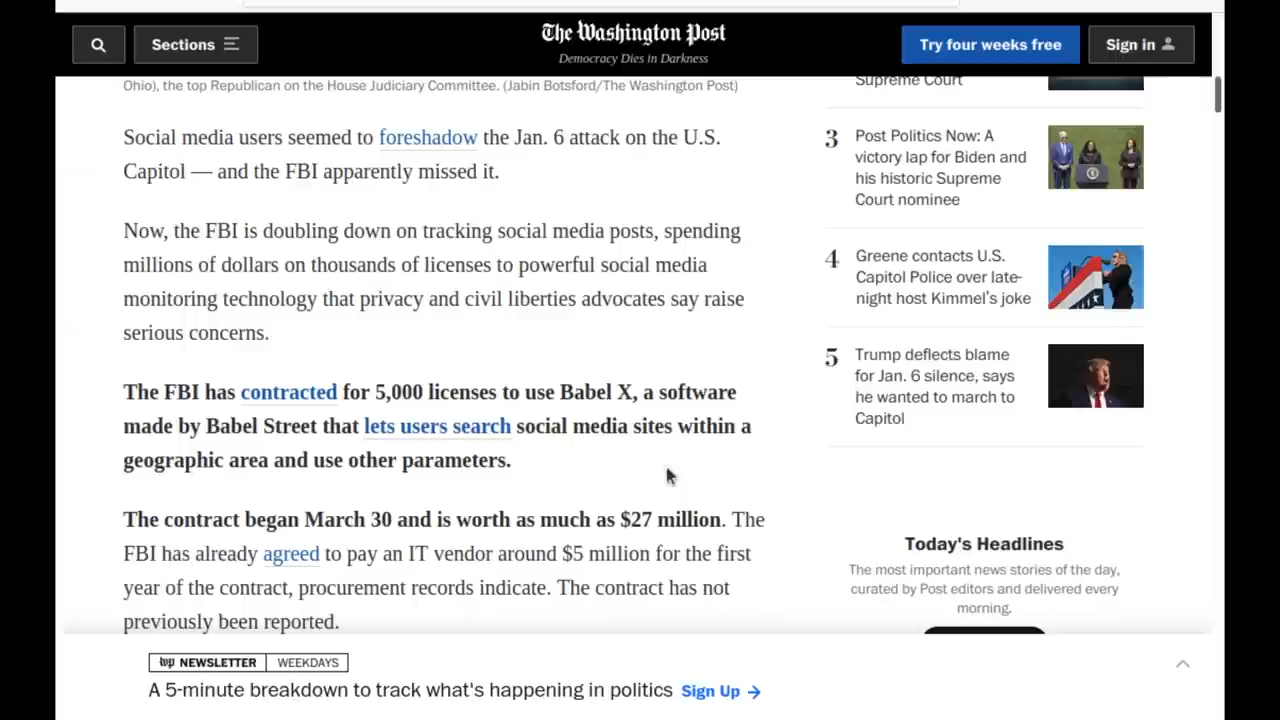 Sections
The Washington Post
Democracy Dies in Darkness
Try four weeks free
Sign in
Ohio), the top Republican on the House Judiciary Committee. (Jabin Botsford/The Washington Post)
Social media users seemed to foreshadow the Jan. 6 attack on the U.S.
Capitol — and the FBI apparently missed it.
Now, the FBI is doubling down on tracking social media posts, spending
millions of dollars on thousands of licenses to powerful social media
monitoring technology that privacy and civil liberties advocates say raise
serious concerns.
The FBI has contracted for 5,000 licenses to use Babel X, a software
made by Babel Street that lets users search social media sites within a
geographic area and use other parameters.
The contract began March 30 and is worth as much as $27 million. The
FBI has already agreed to pay an IT vendor around $5 million for the first
year of the contract, procurement records indicate. The contract has not
previously been reported.
Supreme Court
3
Post Politics Now: A
victory lap for Biden and
his historic Supreme
Court nominee
4
Greene contacts U.S.
Capitol Police over late-
night host Kimmel's joke
5
Trump deflects blame
for Jan. 6 silence, says
he wanted to march to
Capitol
Today's Headlines
The most important news stories of the day,
curated by Post editors and delivered every
morning.
wp NEWSLETTER WEEKDAYS
A 5-minute breakdown to track what's happening in politics Sign Up →